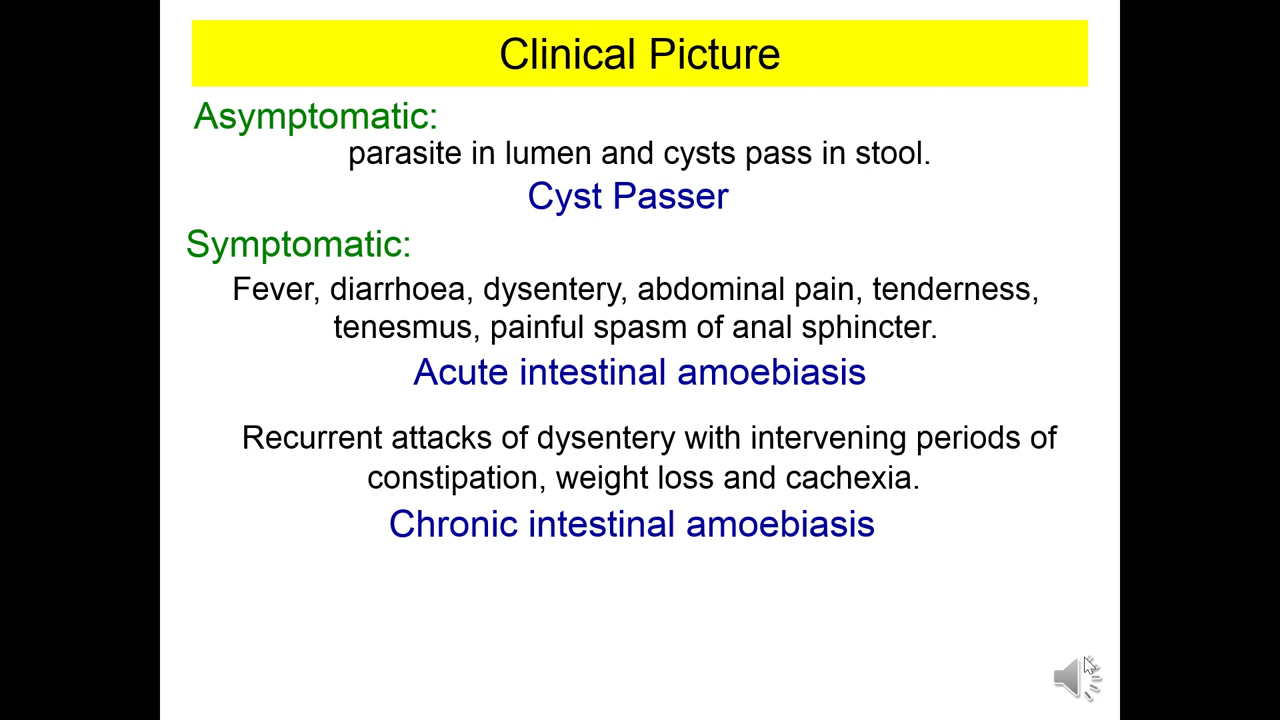 Clinical Picture
Asymptomatic:
parasite in lumen and cysts pass in stool.
Cyst Passer
Symptomatic:
Fever, diarrhoea, dysentery, abdominal pain, tenderness,
tenesmus, painful spasm of anal sphincter.
Acute intestinal amoebiasis
Recurrent attacks of dysentery with intervening periods of
constipation, weight loss and cachexia.
Chronic intestinal amoebiasis